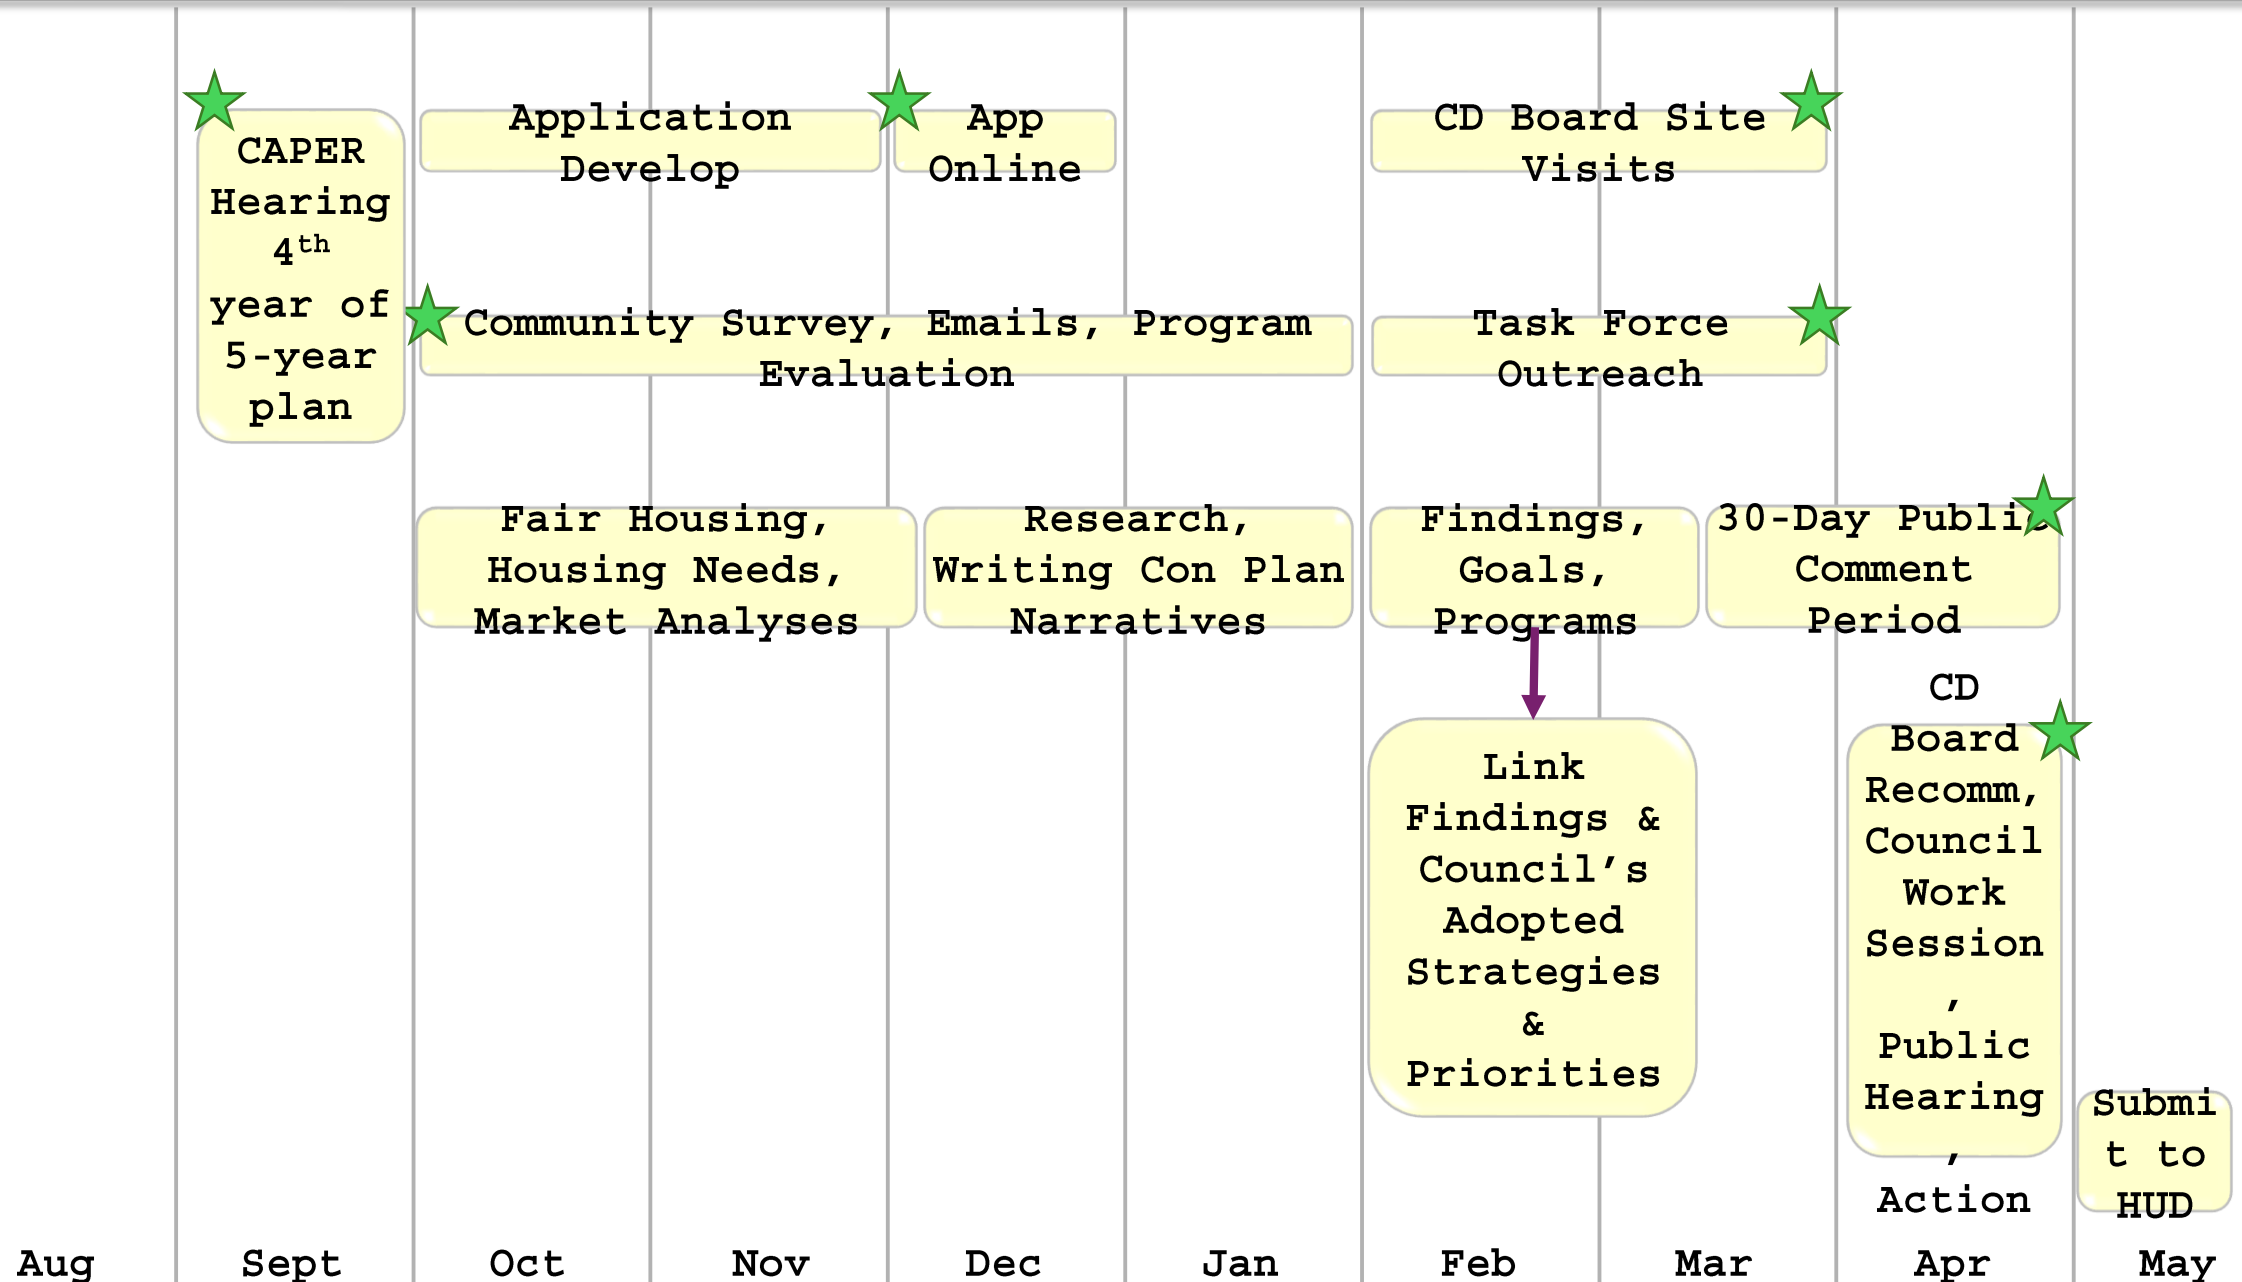 CAPER
Hearing
4th
year of
5-year
plan
Application
Develop
App
Online
CD Board Site
Visits
Community Survey, Emails, Program
Evaluation
Task Force
Outreach
Fair Housing,
Housing Needs,
Market Analyses
Research,
Writing Con Plan
Narratives
Findings,
Goals,
Programs
30-Day Public
Comment
Period
Link
Findings &
Council’s
Adopted
Strategies
&
Priorities
CD
Board
Recomm,
Council
Work
Session
,
Public
Hearing
,
Action
Submi
t to
HUD
Aug Sept Oct Nov Dec Jan Feb Mar Apr May